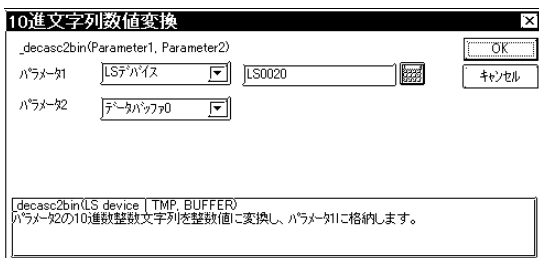 10進文字列数値変換
_decasc2bin(Parameter1, Parameter2)
OK
ﾊﾟﾗﾒｰﾀ1
LSﾃﾞﾊﾞｲｽ
LS0020
ｷｬﾝｾﾙ
ﾊﾟﾗﾒｰﾀ2
ﾃﾞｰﾀﾊﾞｯﾌｧ0
_decasc2bin(LS device | TMP, BUFFER)
ﾊﾟﾗﾒｰﾀ2の10進数整数文字列を整数値に変換し、ﾊﾟﾗﾒｰﾀ1に格納します。